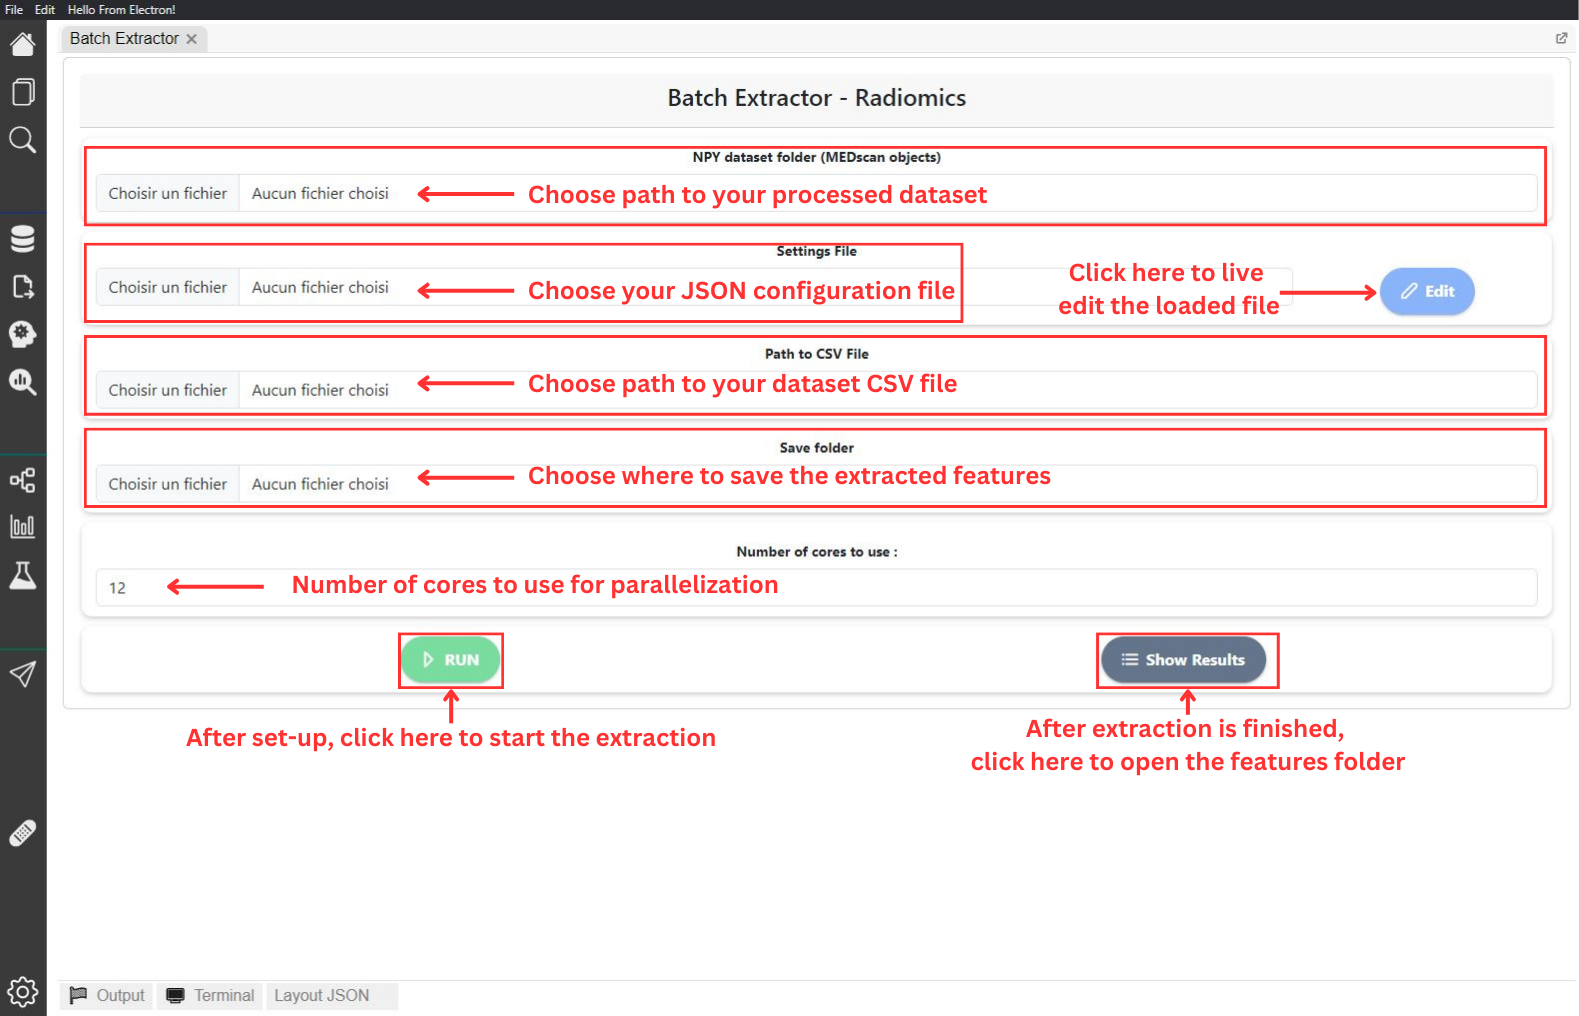 File Edit Hello From Electron!
Batch Extractor
Batch Extractor - Radiomics
NPY dataset folder (MEDscan objects)
Choisir un fichier Aucun fichier choisi Choose path to your processed dataset
Settings File
Choisir un fichier Aucun fichier choisi Choose your JSON configuration file
Click here to live
edit the loaded file
Edit
Path to CSV File
Choisir un fichier Aucun fichier choisi Choose path to your dataset CSV file
Save folder
Choisir un fichier Aucun fichier choisi Choose where to save the extracted features
Number of cores to use :
12 Number of cores to use for parallelization
RUN Show Results
After set-up, click here to start the extraction
After extraction is finished,
click here to open the features folder
Output Terminal Layout JSON